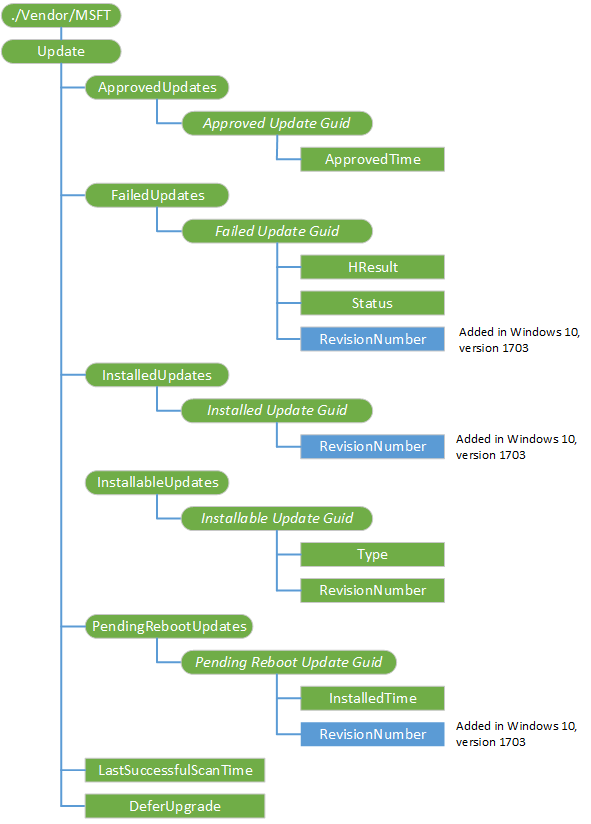 ./Vendor/MSFT
Update
ApprovedUpdates
Approved Update Guid
ApprovedTime
FailedUpdates
Failed Update Guid
HResult
Status
RevisionNumber
Added in Windows 10,
version 1703
InstalledUpdates
Installed Update Guid
RevisionNumber
Added in Windows 10,
version 1703
InstallableUpdates
Installable Update Guid
Type
RevisionNumber
PendingRebootUpdates
Pending Reboot Update Guid
InstalledTime
RevisionNumber
Added in Windows 10,
version 1703
LastSuccessfulScanTime
DeferUpgrade